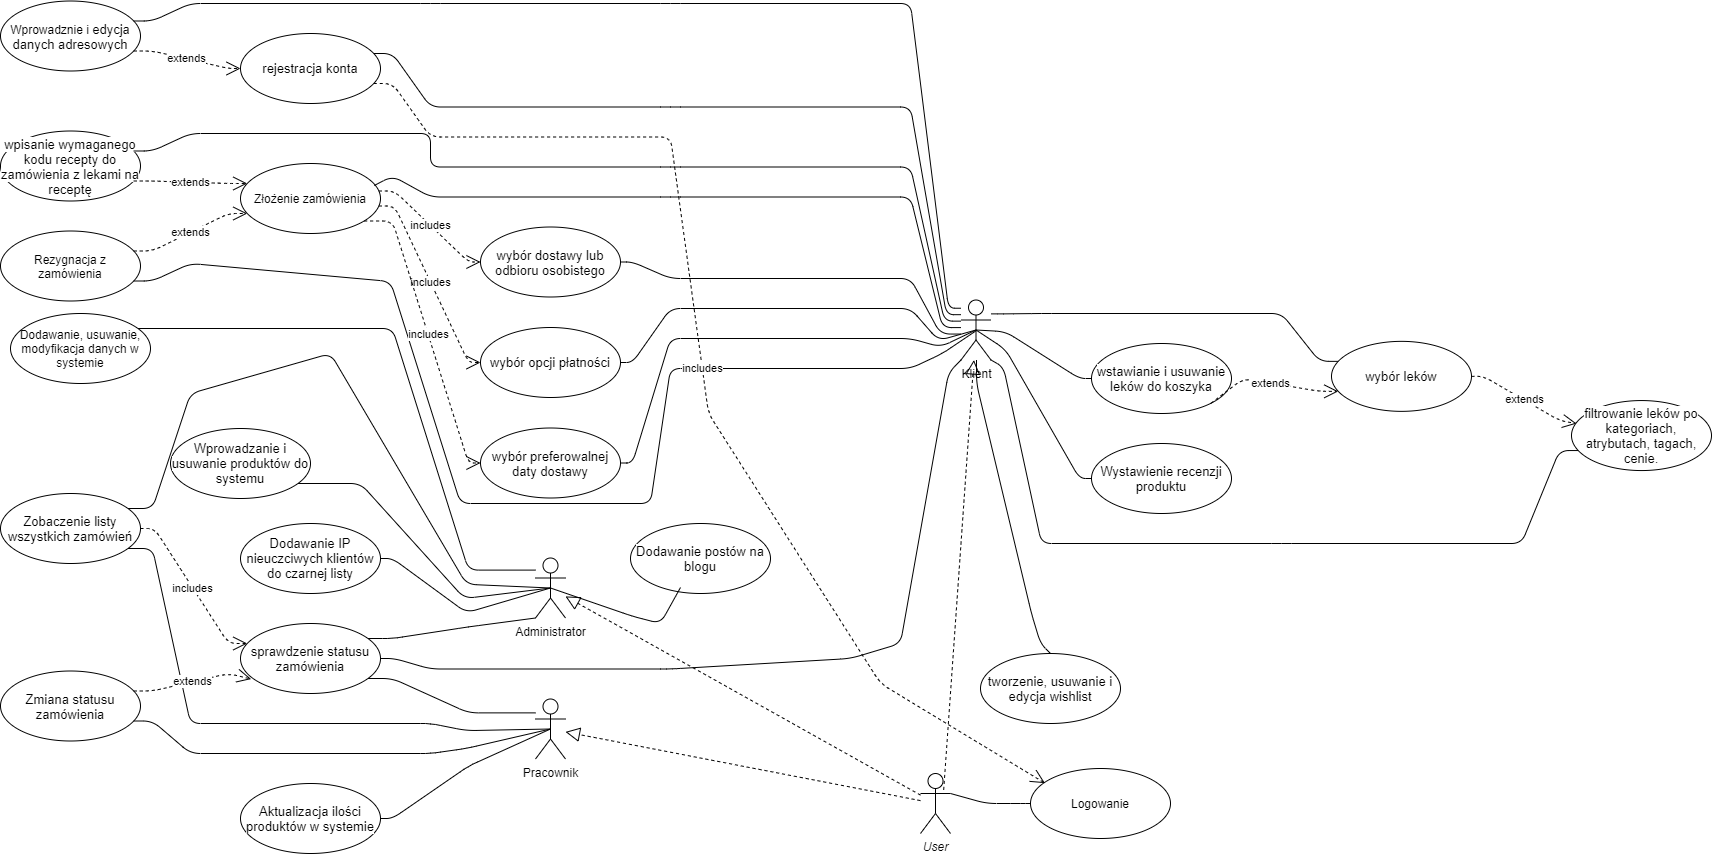 Wprowadznie i edycja
danych adresowych
extends
rejestracja konta
wpisanie wymaganego
kodu recepty do
zamówienia z lekami na
receptę
extends
Złożenie zamówienia
extends
includes
Rezygnacja z
zamówienia
wybór dostawy lub
odbioru osobistego
includes
Dodawanie, usuwanie,
modyfikacja danych w
systemie
includes
wybór opcji płatności
includes
Klient
wstawianie i usuwanie
leków do koszyka
extends
wybór leków
extends
filtrowanie leków po
kategoriach,
atrybutach, tagach,
cenie.
Wprowadzanie i
usuwanie produktów do
systemu
wybór preferowalnej
daty dostawy
Wystawienie recenzji
produktu
Zobaczenie listy
wszystkich zamówień
Dodawanie IP
nieuczciwych klientów
do czarnej listy
Dodawanie postów na
blogu
includes
Administrator
sprawdzenie statusu
zamówienia
extends
Zmiana statusu
zamówienia
tworzenie, usuwanie i
edycja wishlist
Pracownik
Aktualizacja ilości
produktów w systemie
Logowanie
User